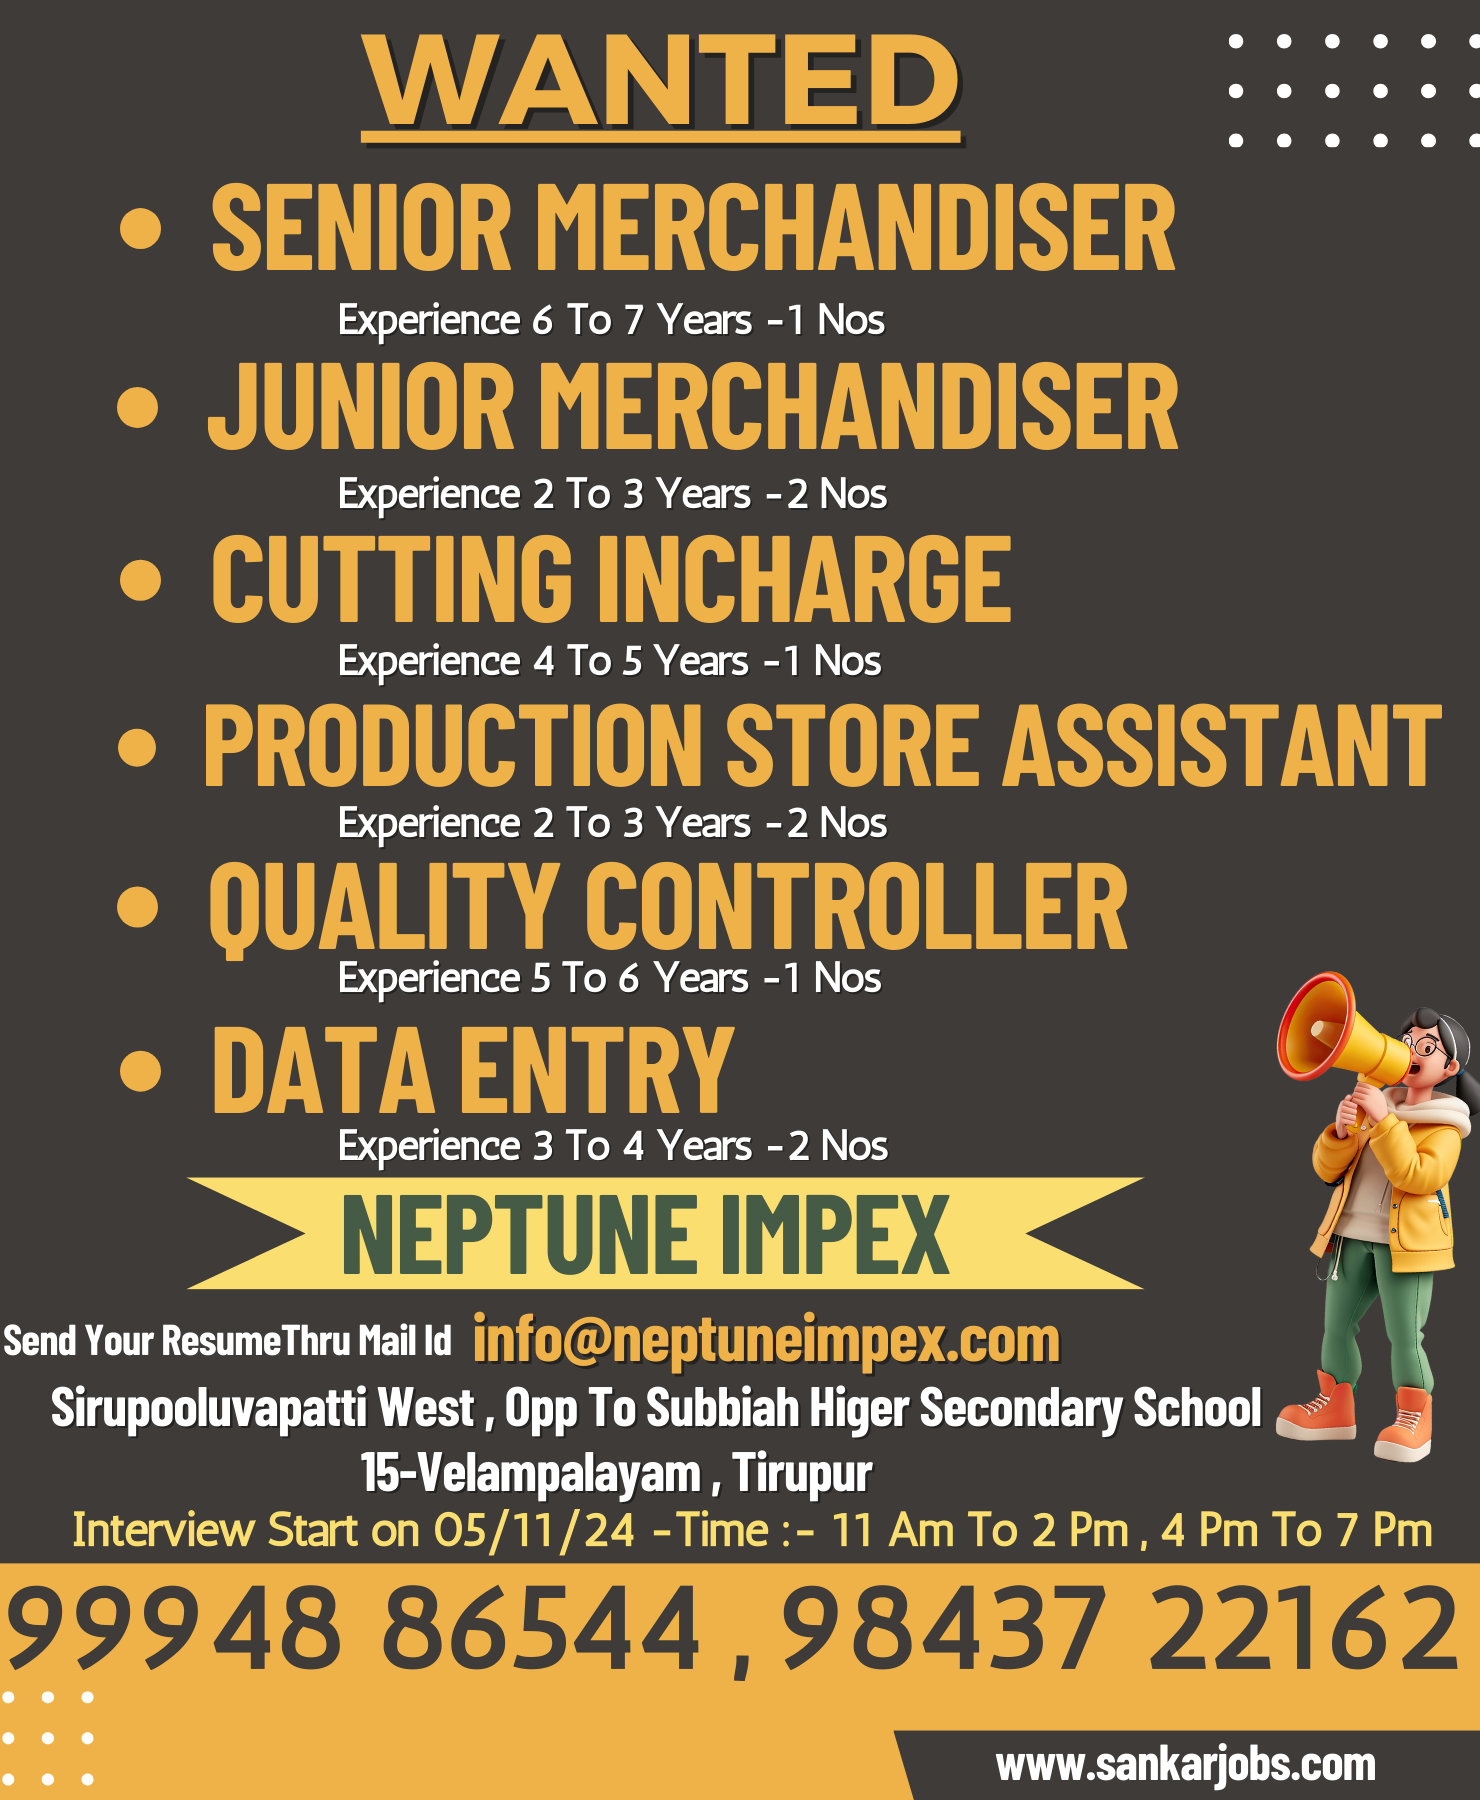 WANTED
SENIOR MERCHANDISER
Experience 6 To 7 Years -1 Nos
JUNIOR MERCHANDISER
Experience 2 To 3 Years -2 Nos
CUTTING INCHARGE
Experience 4 To 5 Years -1 Nos
PRODUCTION STORE ASSISTANT
Experience 2 To 3 Years -2 Nos
QUALITY CONTROLLER
Experience 5 To 6 Years -1 Nos
DATA ENTRY
Experience 3 To 4 Years -2 Nos
NEPTUNE IMPEX
Send Your ResumeThru Mail Id info@neptuneimpex.com
Sirupooluvapatti West , Opp To Subbiah Higer Secondary School
15-Velampalayam , Tirupur
Interview Start on 05/11/24 -Time :- 11 Am To 2 Pm , 4 Pm To 7 Pm
99948 86544 , 98437 22162
www.sankarjobs.com